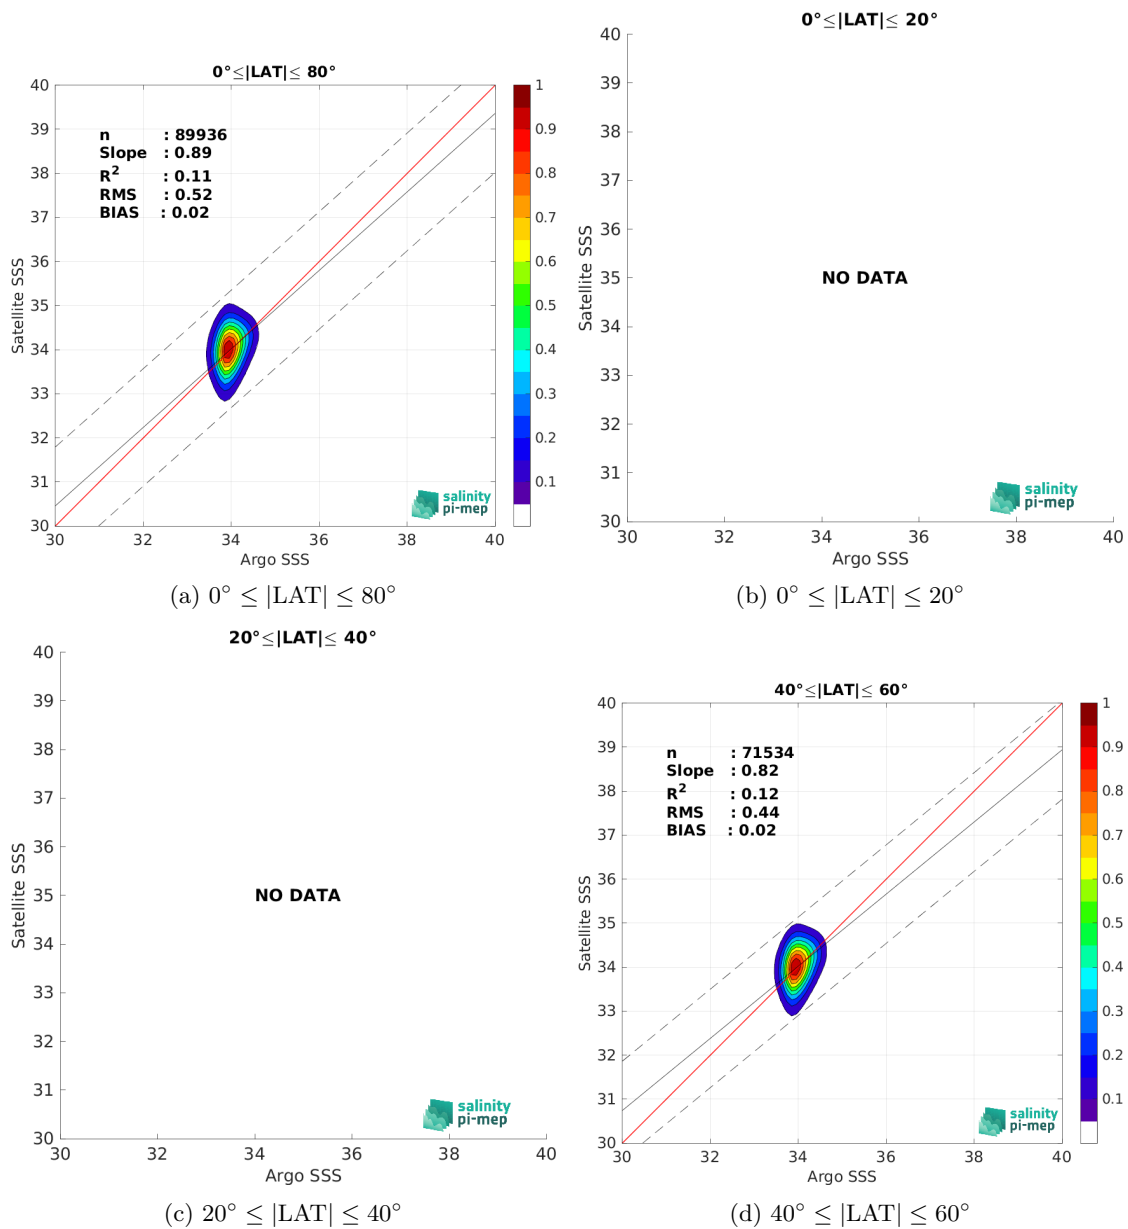 0°≤|LAT|≤ 80°
40
39
38
37
36
35
34
33
32
31
30
Satellite SSS
n : 89936
Slope : 0.89
R² : 0.11
RMS : 0.52
BIAS : 0.02
salinity
pi-mep
30 32 34 36 38 40
Argo SSS
1
0.9
0.8
0.7
0.6
0.5
0.4
0.3
0.2
0.1
(a) 0° ≤ |LAT| ≤ 80°
0°≤|LAT|≤ 20°
40
39
38
37
36
35
34
33
32
31
30
Satellite SSS
NO DATA
salinity
pi-mep
30 32 34 36 38 40
Argo SSS
(b) 0° ≤ |LAT| ≤ 20°
20°≤|LAT|≤ 40°
40
39
38
37
36
35
34
33
32
31
30
Satellite SSS
NO DATA
salinity
pi-mep
30 32 34 36 38 40
Argo SSS
(c) 20° ≤ |LAT| ≤ 40°
40°≤|LAT|≤ 60°
40
39
38
37
36
35
34
33
32
31
30
Satellite SSS
n : 71534
Slope : 0.82
R² : 0.12
RMS : 0.44
BIAS : 0.02
salinity
pi-mep
30 32 34 36 38 40
Argo SSS
1
0.9
0.8
0.7
0.6
0.5
0.4
0.3
0.2
0.1
(d) 40° ≤ |LAT| ≤ 60°